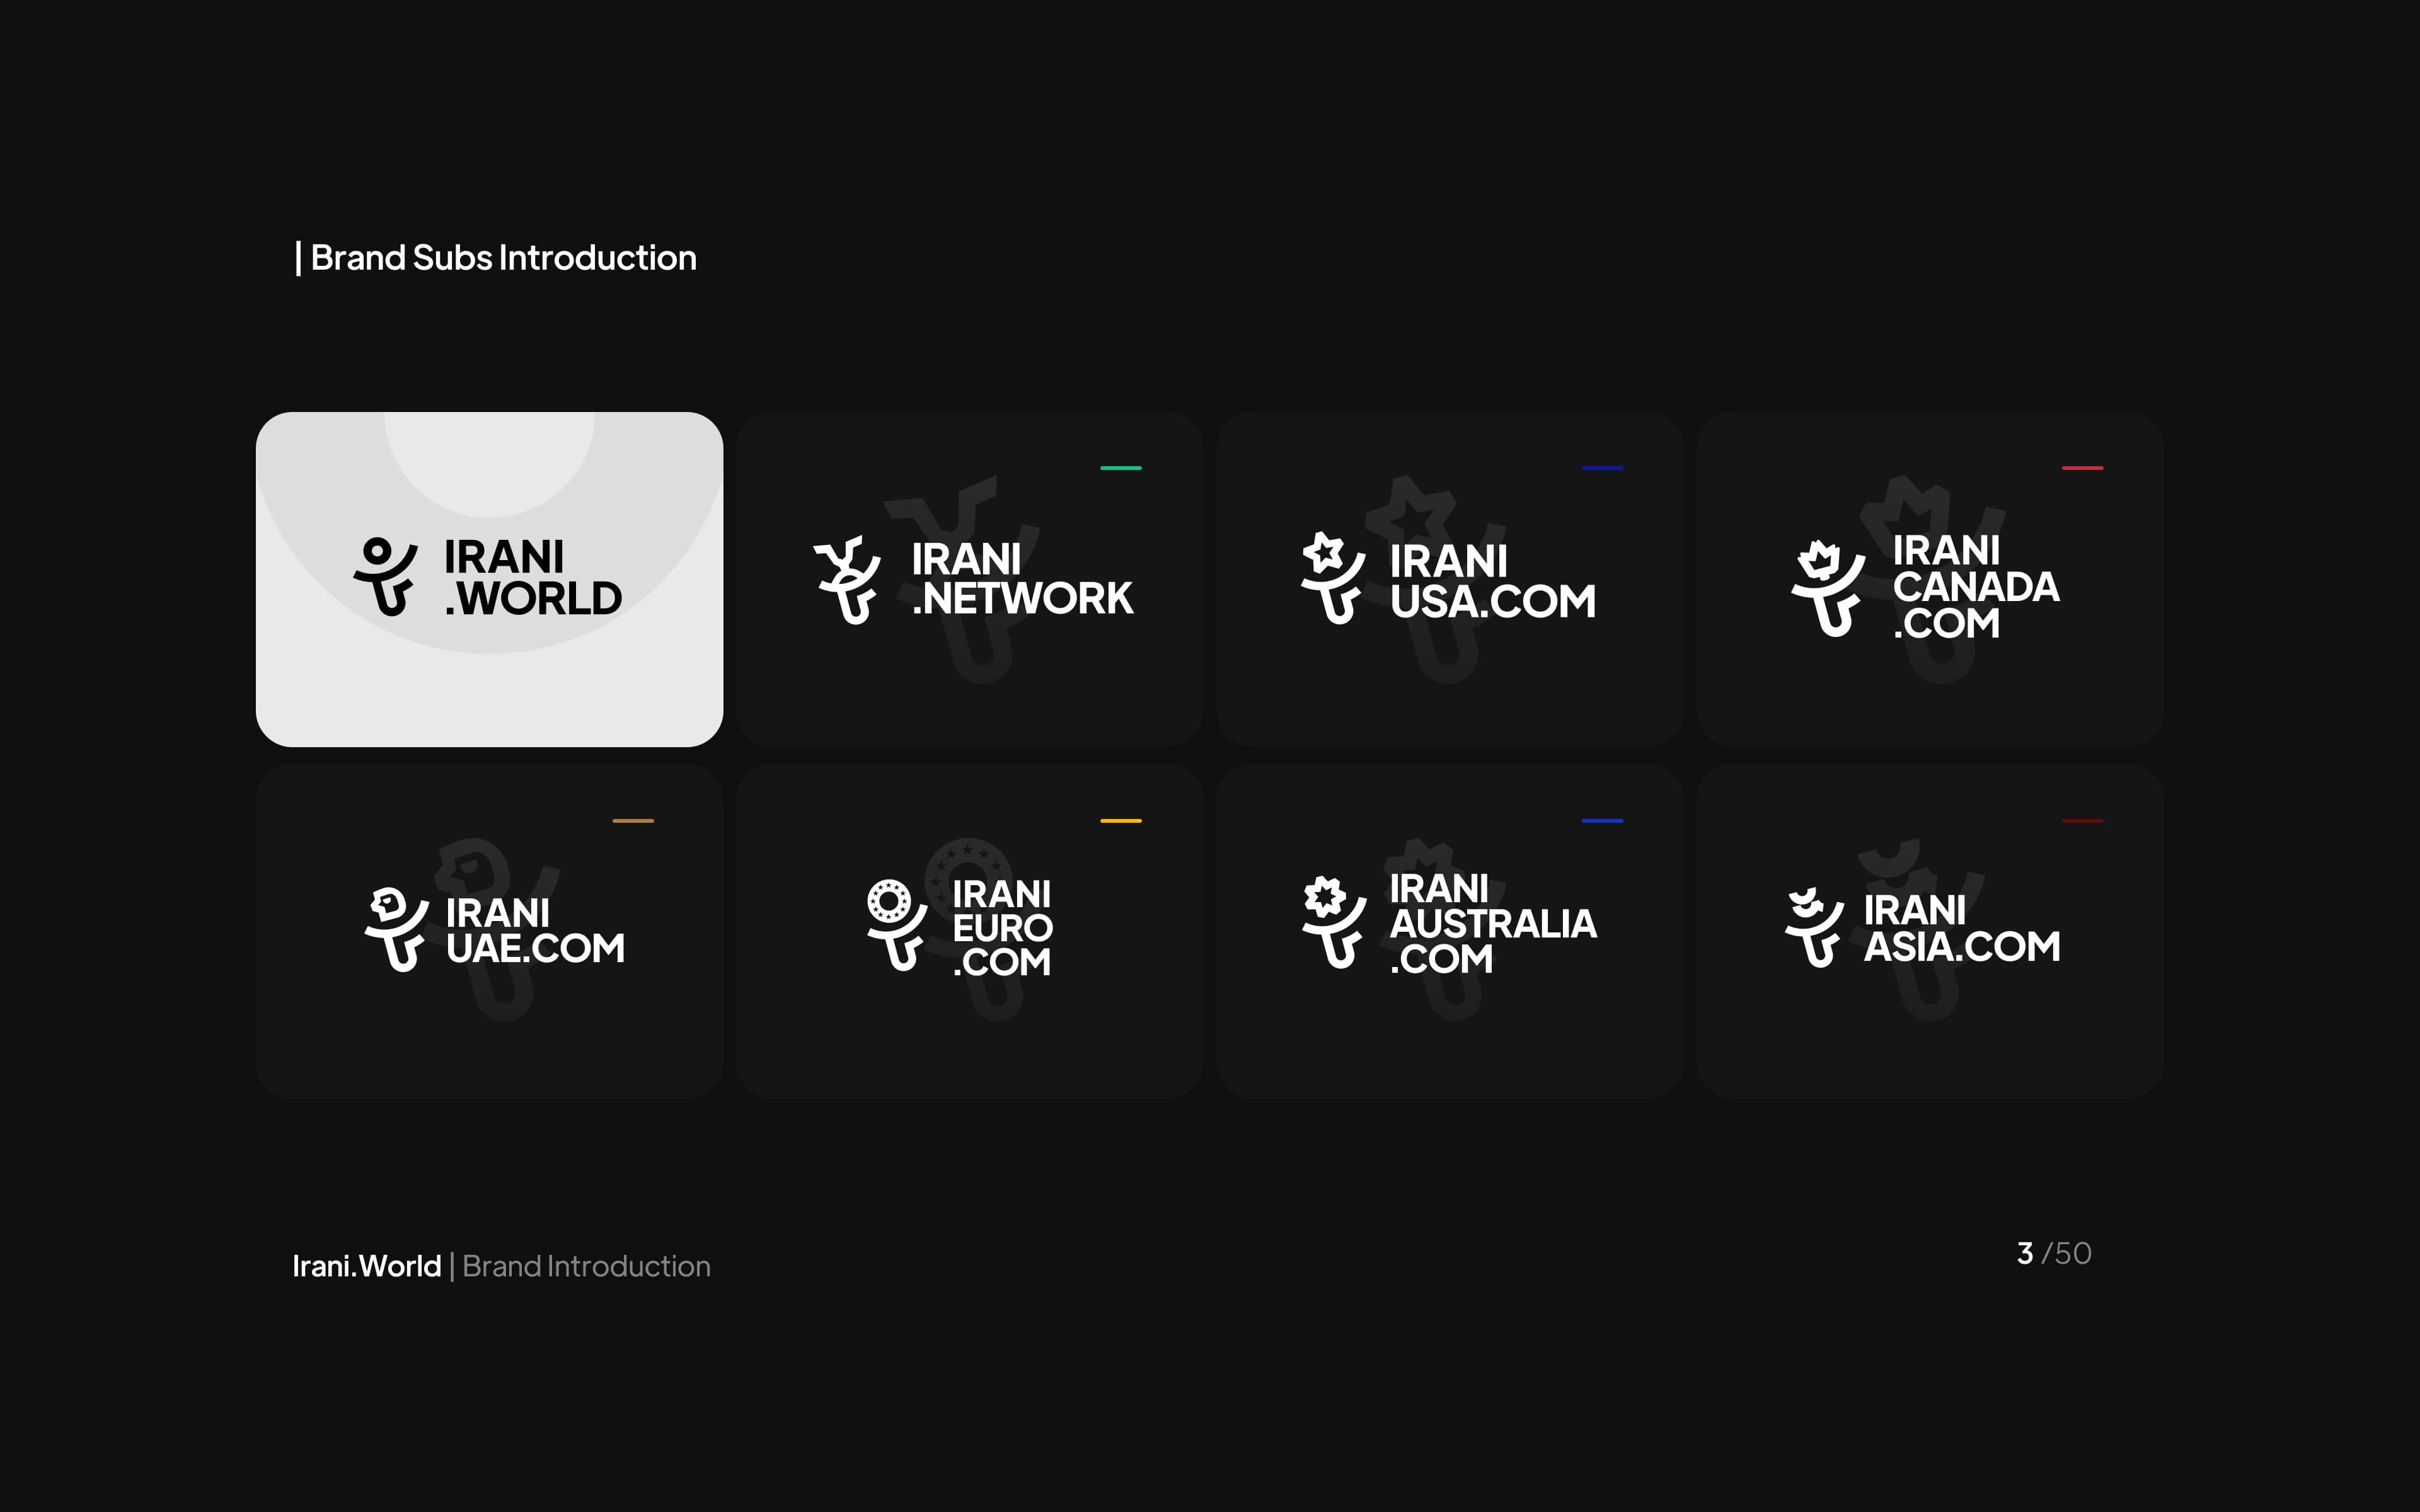 | Brand Subs Introduction
IRANI
.WORLD
IRANI
.NETWORK
IRANI
USA.COM
IRANI
CANADA
.COM
IRANI
UAE.COM
IRANI
EURO
.COM
IRANI
AUSTRALIA
.COM
IRANI
ASIA.COM
Irani.World | Brand Introduction
3 /50